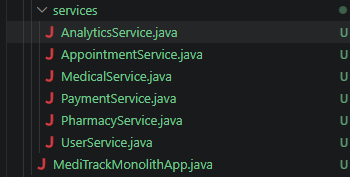 services
AnalyticsService.java
U
AppointmentService.java
U
MedicalService.java
U
PaymentService.java
U
PharmacyService.java
U
UserService.java
U
MediTrackMonolithApp.java
U